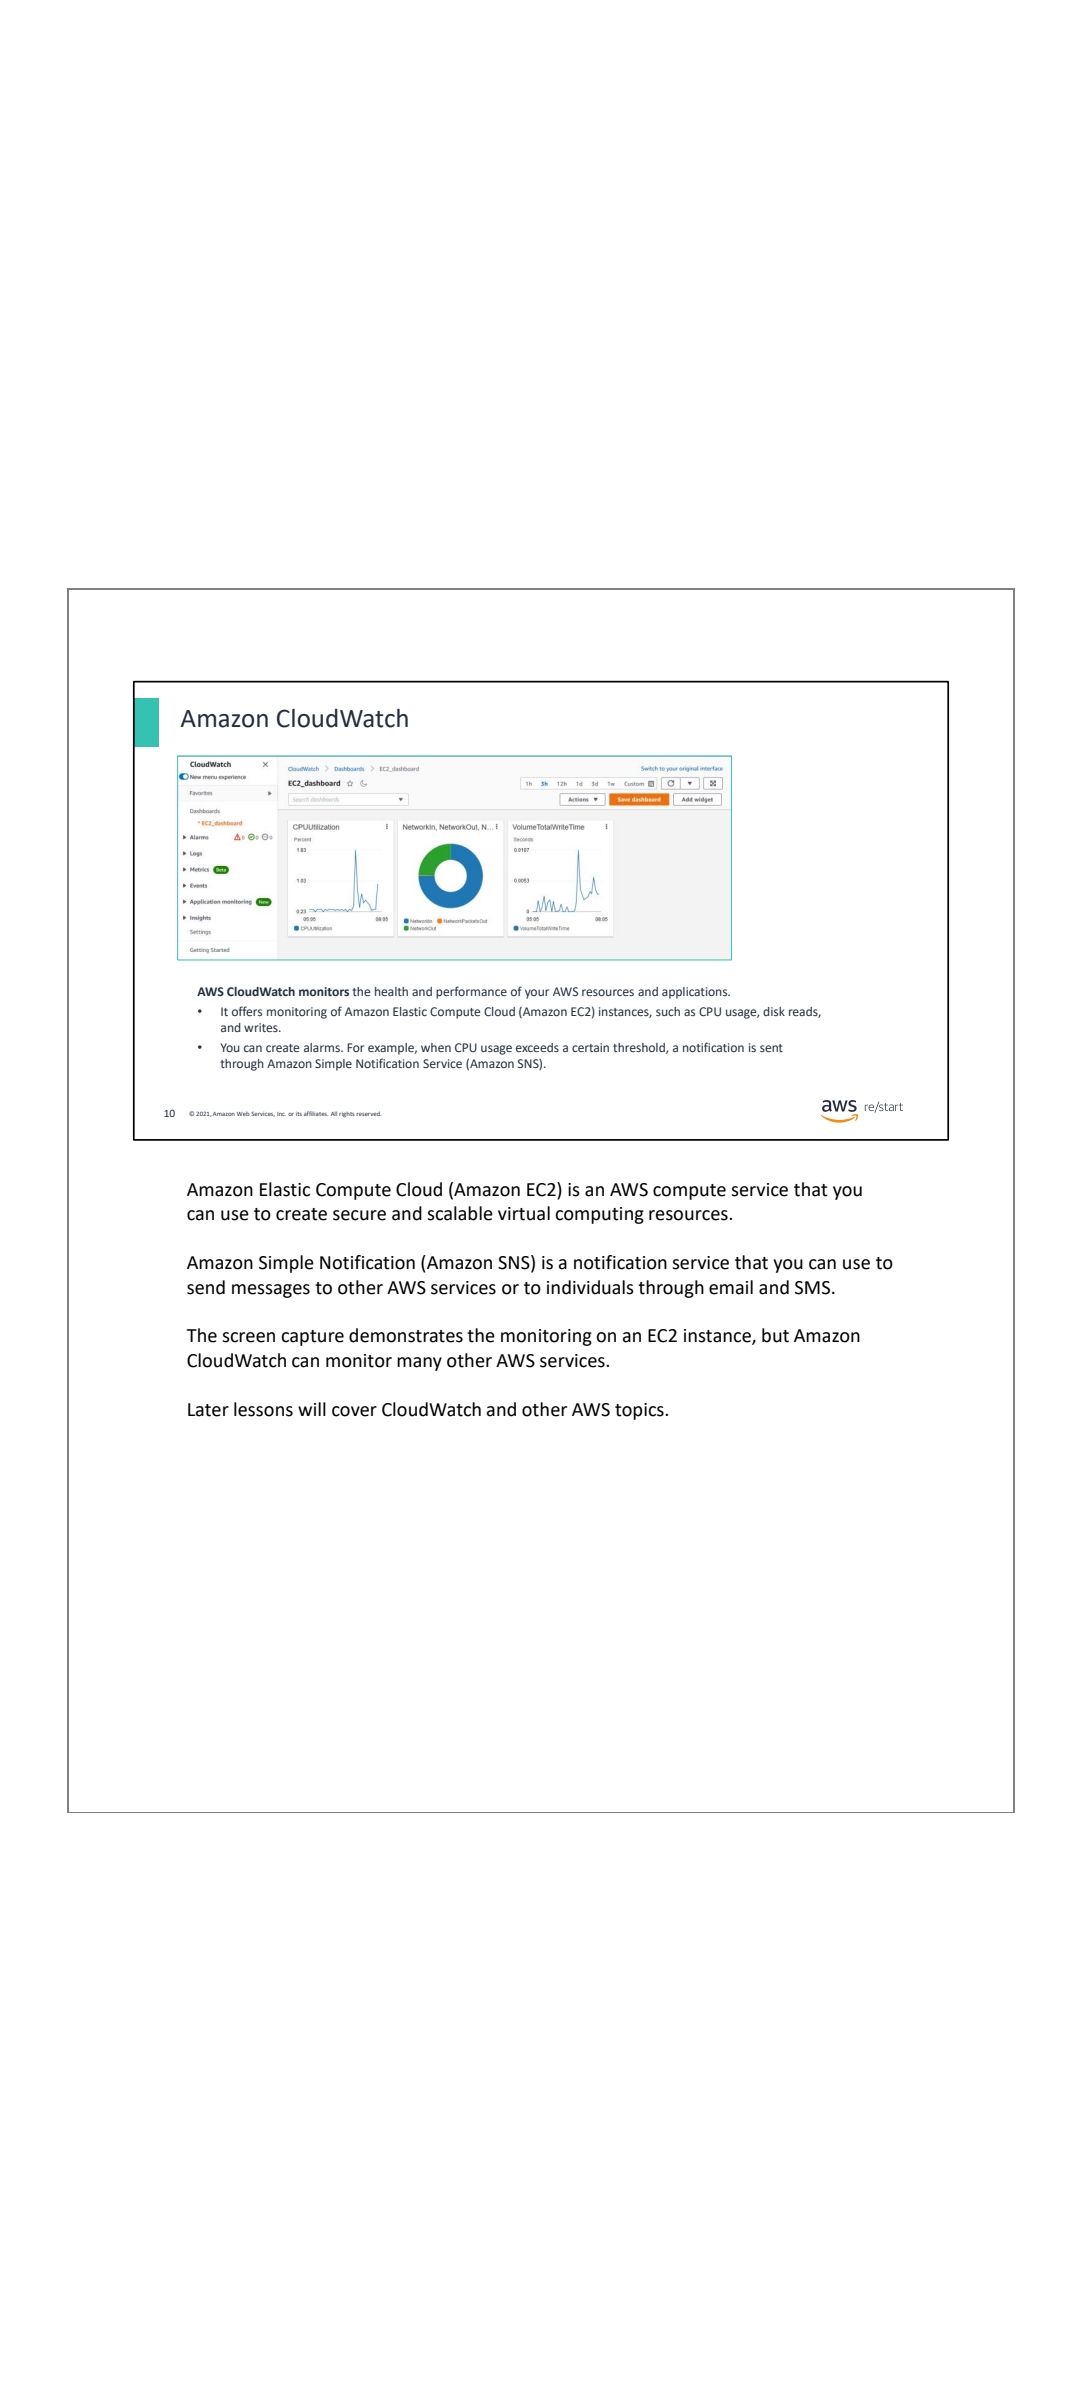 Amazon CloudWatch
CloudWatch
New menu experience
Favorites
Dashboards
* EC2_dashboard
Alarms 0 0 0
Logs
Metrics Beta
Events
Application monitoring New
Insights
Settings
Getting Started
CloudWatch > Dashboards > EC2_dashboard
Switch to your original interface
EC2_dashboard
1h 3h 12h 1d 3d 1w Custom
Search dashboards
Actions
Save dashboard
Add widget
CPUUtilization
Percent
1.83
1.03
0.23
05:05 08:05
CPUUtilization
NetworkIn, NetworkOut, N...
NetworkIn NetworkPacketsOut
NetworkOut
VolumeTotalWriteTime
Seconds
0.0107
0.0053
0
05:05 08:05
VolumeTotalWriteTime
AWS CloudWatch monitors the health and performance of your AWS resources and applications.
• It offers monitoring of Amazon Elastic Compute Cloud (Amazon EC2) instances, such as CPU usage, disk reads,
and writes.
• You can create alarms. For example, when CPU usage exceeds a certain threshold, a notification is sent
through Amazon Simple Notification Service (Amazon SNS).
10 © 2021, Amazon Web Services, Inc. or its affiliates. All rights reserved.
aws re/start
Amazon Elastic Compute Cloud (Amazon EC2) is an AWS compute service that you
can use to create secure and scalable virtual computing resources.
Amazon Simple Notification (Amazon SNS) is a notification service that you can use to
send messages to other AWS services or to individuals through email and SMS.
The screen capture demonstrates the monitoring on an EC2 instance, but Amazon
CloudWatch can monitor many other AWS services.
Later lessons will cover CloudWatch and other AWS topics.